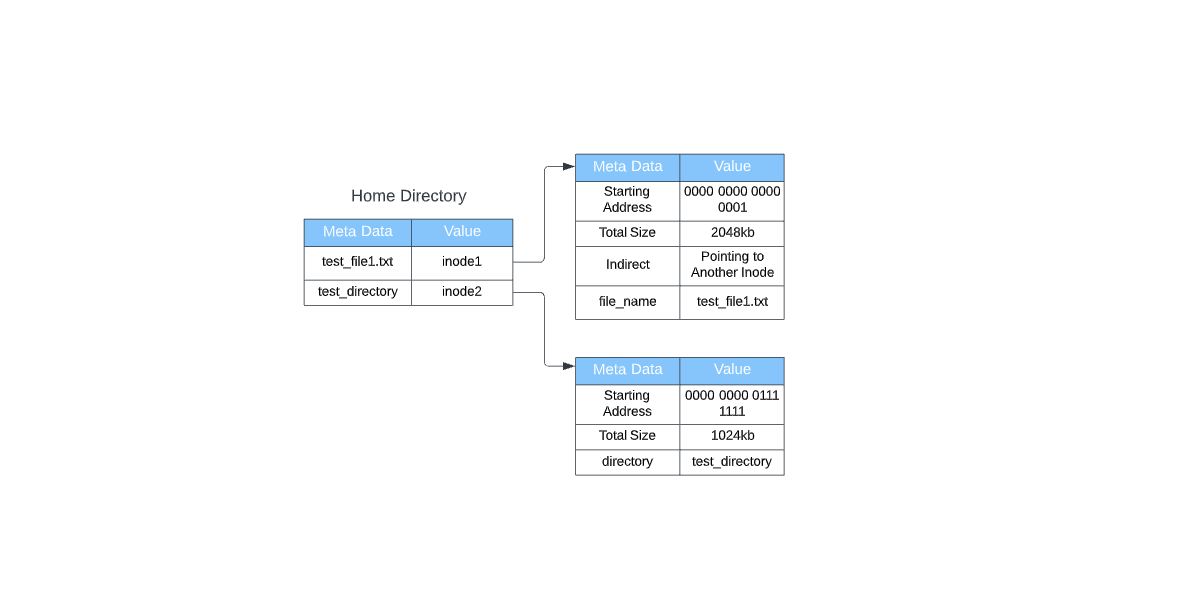 Home Directory
Meta Data Value
test_file1.txt inode1
test_directory inode2
Meta Data Value
Starting
Address
0000 0000 0000
0001
Total Size 2048kb
Indirect
Pointing to
Another Inode
file_name test_file1.txt
Meta Data Value
Starting
Address
0000 0000 0111
1111
Total Size 1024kb
directory test_directory